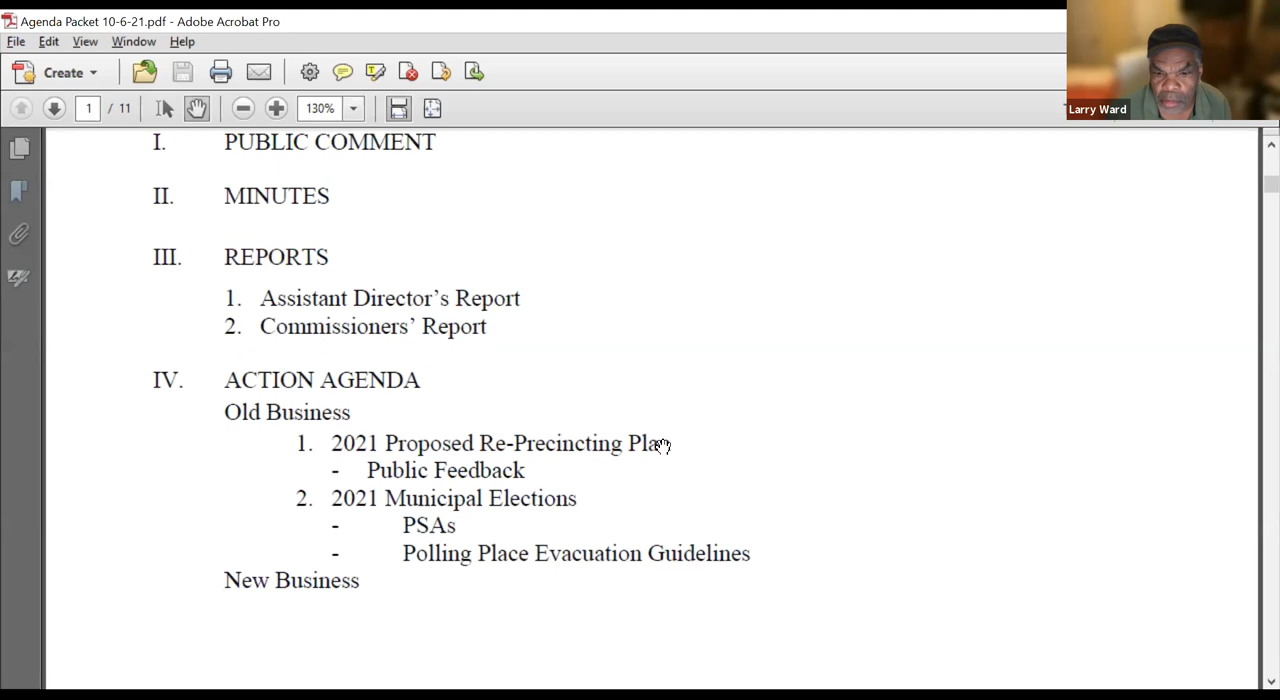 Agenda Packet 10-6-21.pdf - Adobe Acrobat Pro
File Edit View Window Help
Create
1 / 11 130%
Larry Ward
I. PUBLIC COMMENT
II. MINUTES
III. REPORTS
1. Assistant Director's Report
2. Commissioners' Report
IV. ACTION AGENDA
Old Business
1. 2021 Proposed Re-Precincting Plan
- Public Feedback
2. 2021 Municipal Elections
- PSAs
- Polling Place Evacuation Guidelines
New Business